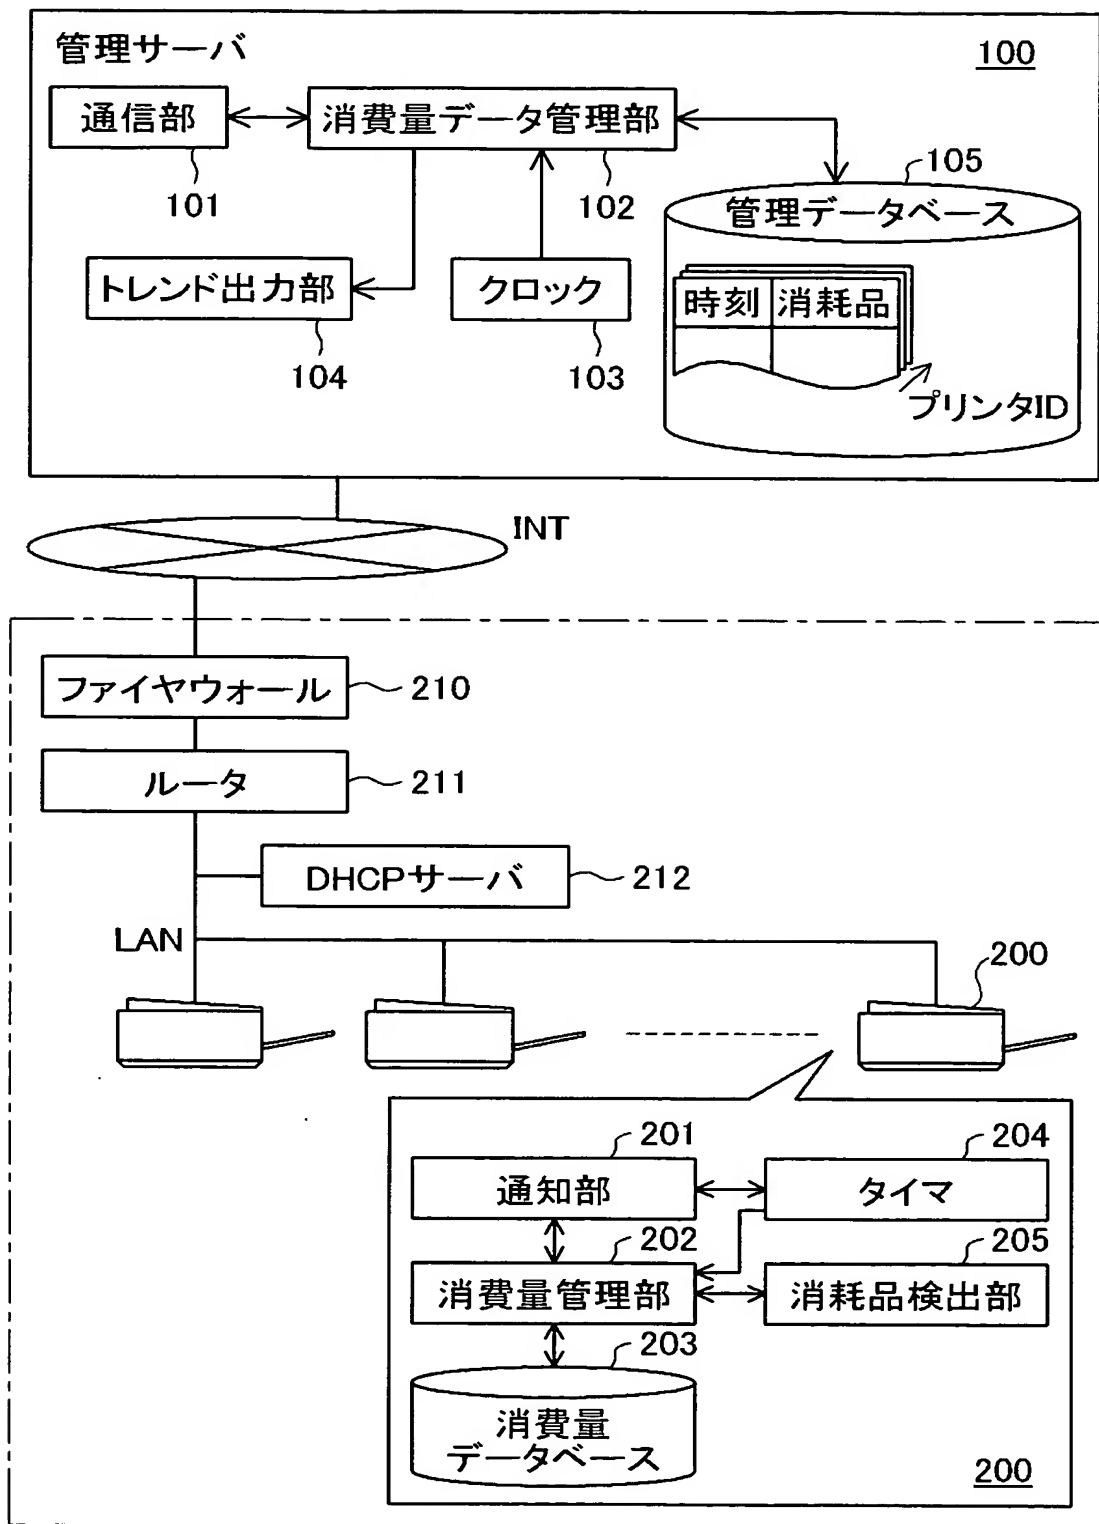 管理サーバ
100
通信部
消費量データ管理部
101
102
105
管理データベース
トレンド出力部
クロック
時刻
消耗品
104
103
プリンタID
INT
ファイヤウォール
210
ルータ
211
DHCPサーバ
212
LAN
200
201
204
通知部
タイマ
202
205
消費量管理部
消耗品検出部
203
消費量
データベース
200